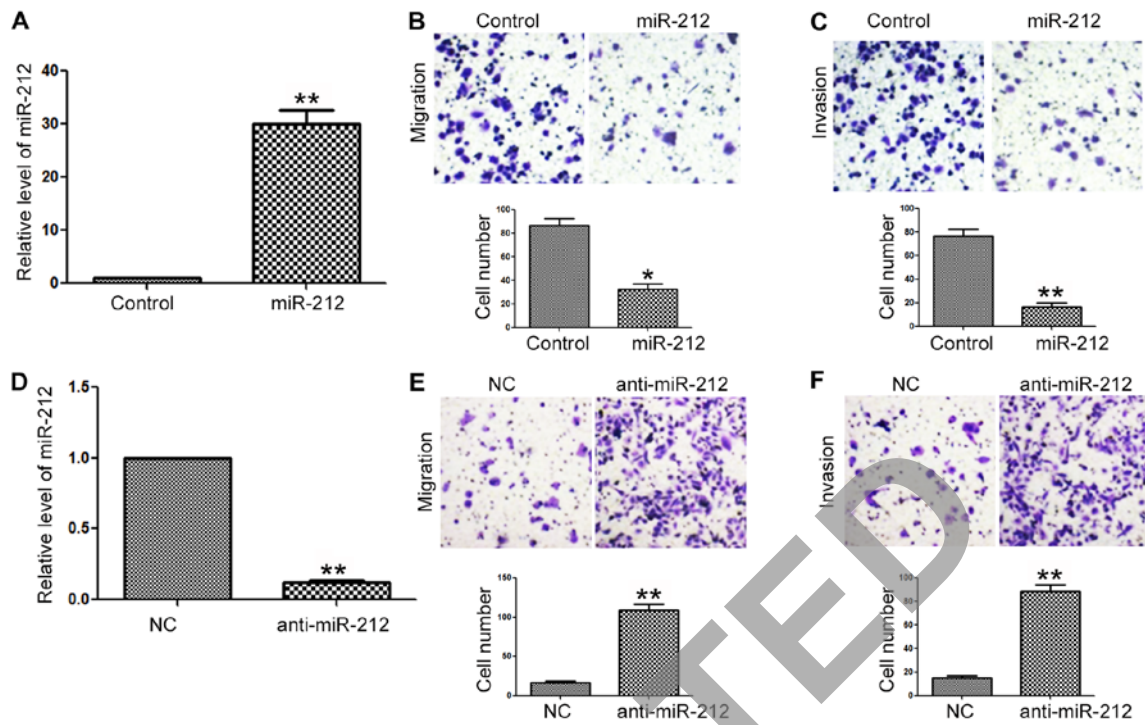 A
Relative level of miR-212
40
30
20
10
0
**
Control
miR-212
B
Control
miR-212
Migration
Cell number
100
80
60
40
20
0
*
Control
miR-212
C
Control
miR-212
Invasion
Cell number
100
80
60
40
20
0
**
Control
miR-212
D
Relative level of miR-212
1.5
1.0
0.5
0.0
**
NC
anti-miR-212
E
NC
anti-miR-212
Migration
Cell number
150
100
50
0
**
NC
anti-miR-212
F
NC
anti-miR-212
Invasion
Cell number
100
80
60
40
20
0
**
NC
anti-miR-212
TED